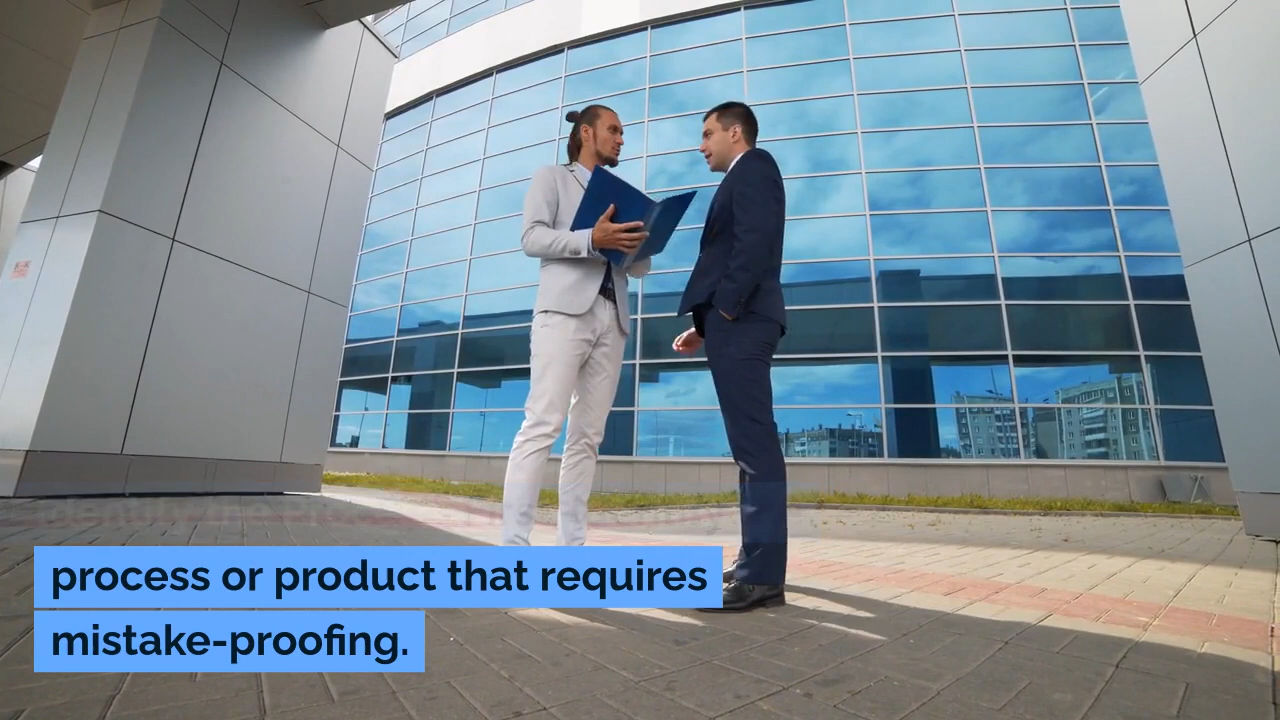 process or product that requires
mistake-proofing.